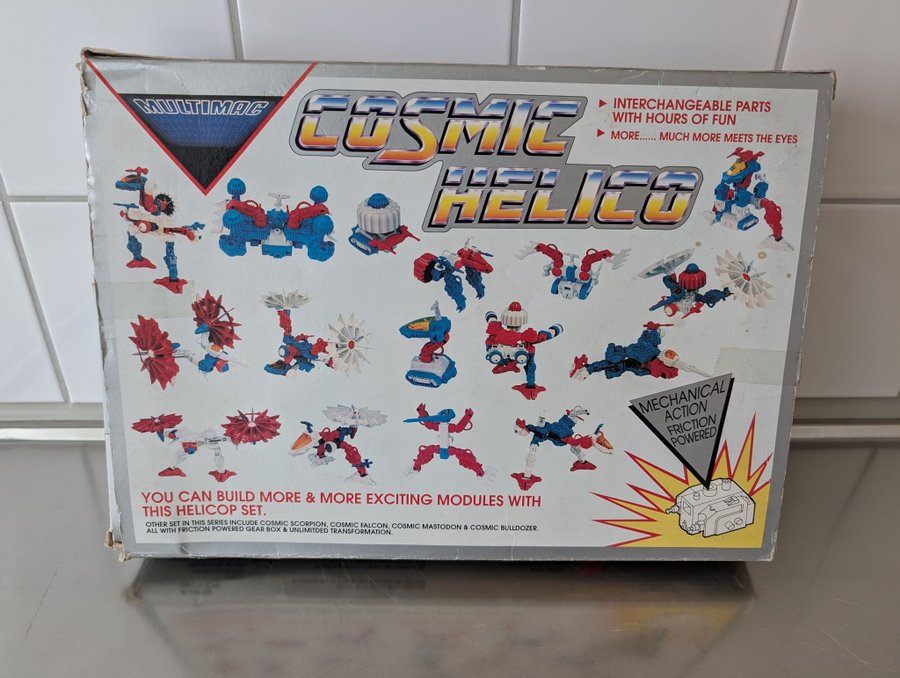 MULTIMAC
COSMIC
HELICO
INTERCHANGEABLE PARTS
WITH HOURS OF FUN
MORE...... MUCH MORE MEETS THE EYES
MECHANICAL
ACTION
FRICTION
POWERED
YOU CAN BUILD MORE & MORE EXCITING MODULES WITH
THIS HELICOP SET.
OTHER SET IN THIS SERIES INCLUDE COSMIC SCORPION, COSMIC FALCON, COSMIC MASTODON & COSMIC BULLDOZER,
ALL WITH FRICTION POWERED GEAR BOX & UNLIMITDED TRANSFORMATION.